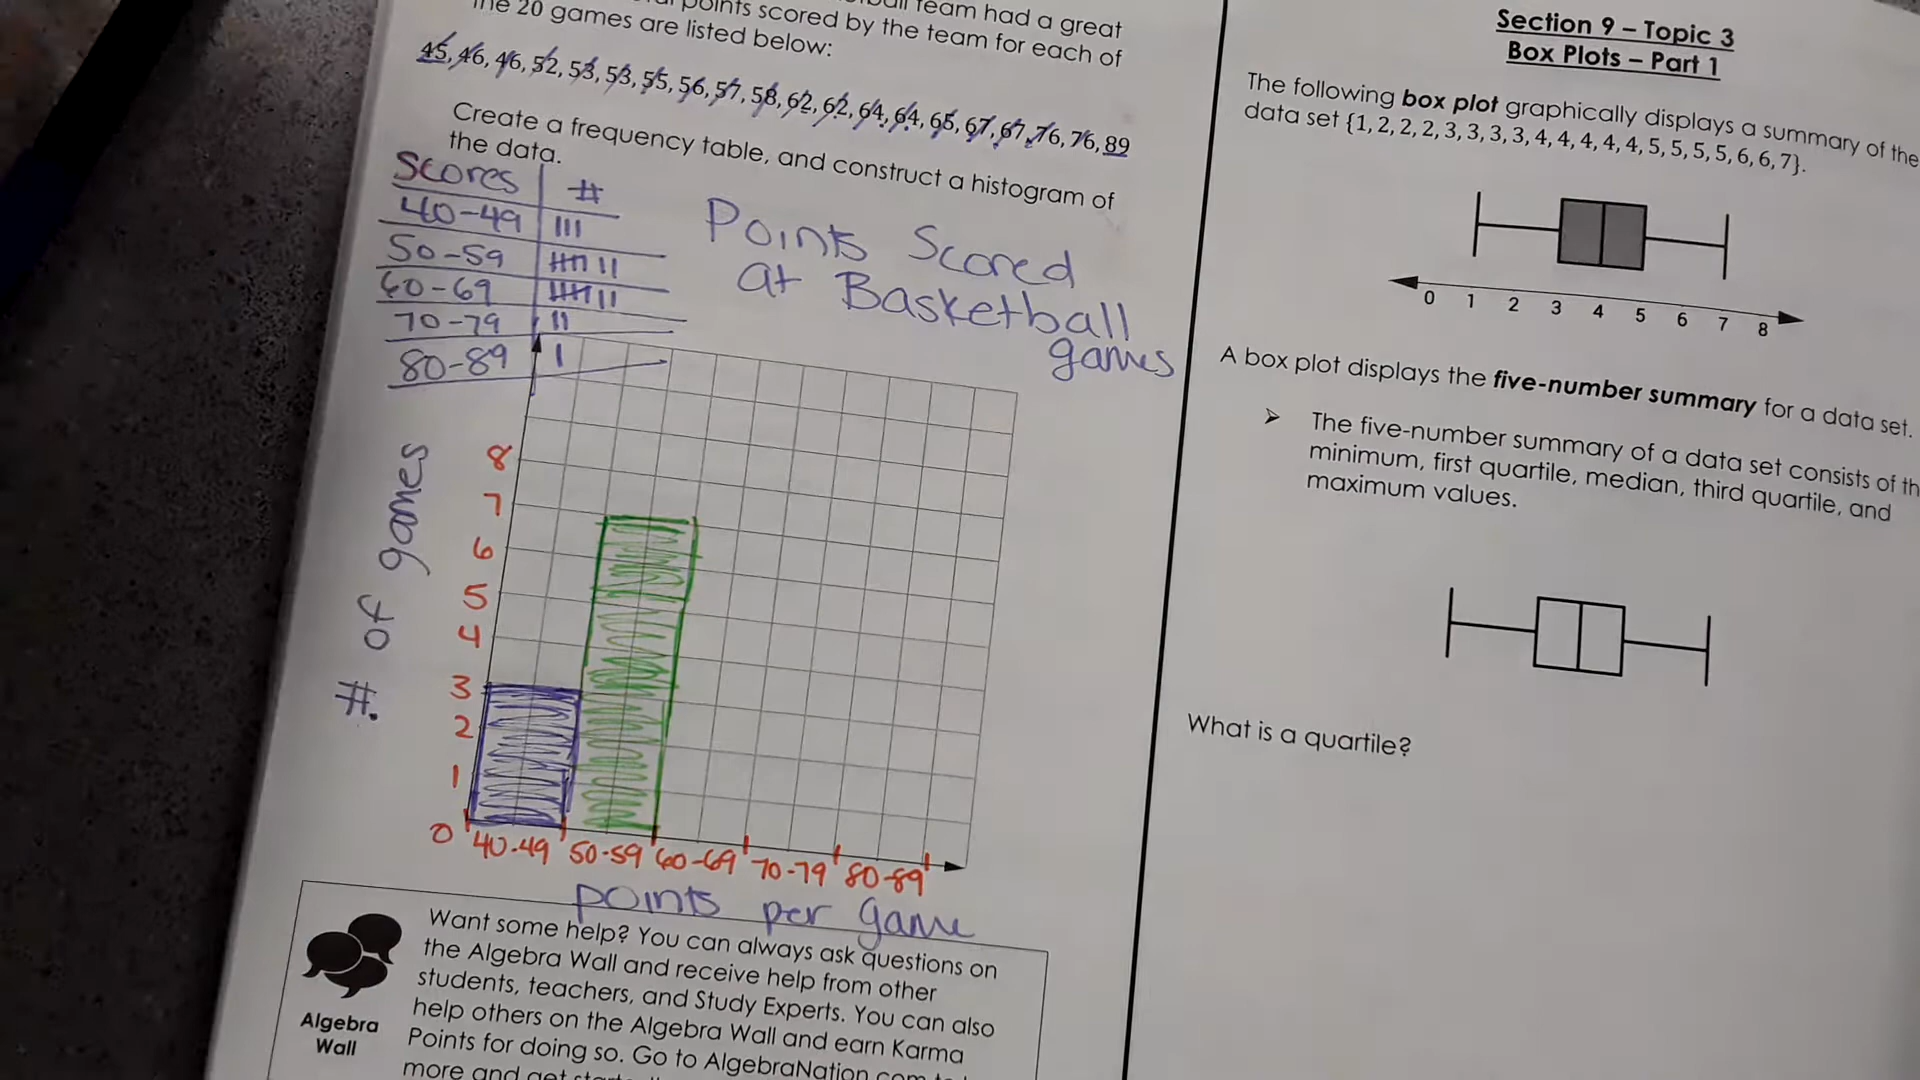 team had a great
points scored by the team for each of
the 20 games are listed below:
45, 46, 46, 52, 53, 53, 55, 56, 57, 58, 62, 62, 64, 64, 65, 67, 67, 76, 76, 89
Create a frequency table, and construct a histogram of
the data.
Scores #
40-49
50-59
60-69
70-79
80-89
Points Scored
at Basketball
games
# of games
8
7
6
5
4
3
2
1
0
40-49 50-59 60-69 70-79 80-89
points per game
Want some help? You can always ask questions on
the Algebra Wall and receive help from other
students, teachers, and Study Experts. You can also
help others on the Algebra Wall and earn Karma
Points for doing so. Go to AlgebraNation.com
more and get
Algebra
Wall
Section 9 – Topic 3
Box Plots – Part 1
The following box plot graphically displays a summary of the
data set {1, 2, 2, 2, 3, 3, 3, 3, 4, 4, 4, 4, 4, 5, 5, 5, 5, 6, 6, 7}.
0 1 2 3 4 5 6 7 8
A box plot displays the five-number summary for a data set.
➢ The five-number summary of a data set consists of
minimum, first quartile, median, third quartile, and
maximum values.
What is a quartile?